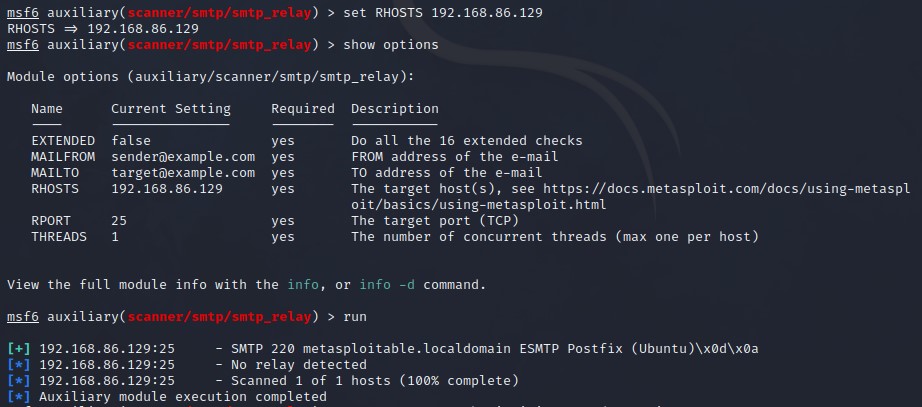 msf6 auxiliary(scanner/smtp/smtp_relay) > set RHOSTS 192.168.86.129
RHOSTS ⇒ 192.168.86.129
msf6 auxiliary(scanner/smtp/smtp_relay) > show options
Module options (auxiliary/scanner/smtp/smtp_relay):
Name Current Setting Required Description
EXTENDED false yes Do all the 16 extended checks
MAILFROM sender@example.com yes FROM address of the e-mail
MAILTO target@example.com yes TO address of the e-mail
RHOSTS 192.168.86.129 yes The target host(s), see https://docs.metasploit.com/docs/using-metaspl
oit/basics/using-metasploit.html
RPORT 25 yes The target port (TCP)
THREADS 1 yes The number of concurrent threads (max one per host)
View the full module info with the info, or info -d command.
msf6 auxiliary(scanner/smtp/smtp_relay) > run
[+] 192.168.86.129:25 - SMTP 220 metasploitable.localdomain ESMTP Postfix (Ubuntu)\x0d\x0a
[*] 192.168.86.129:25 - No relay detected
[*] 192.168.86.129:25 - Scanned 1 of 1 hosts (100% complete)
[*] Auxiliary module execution completed